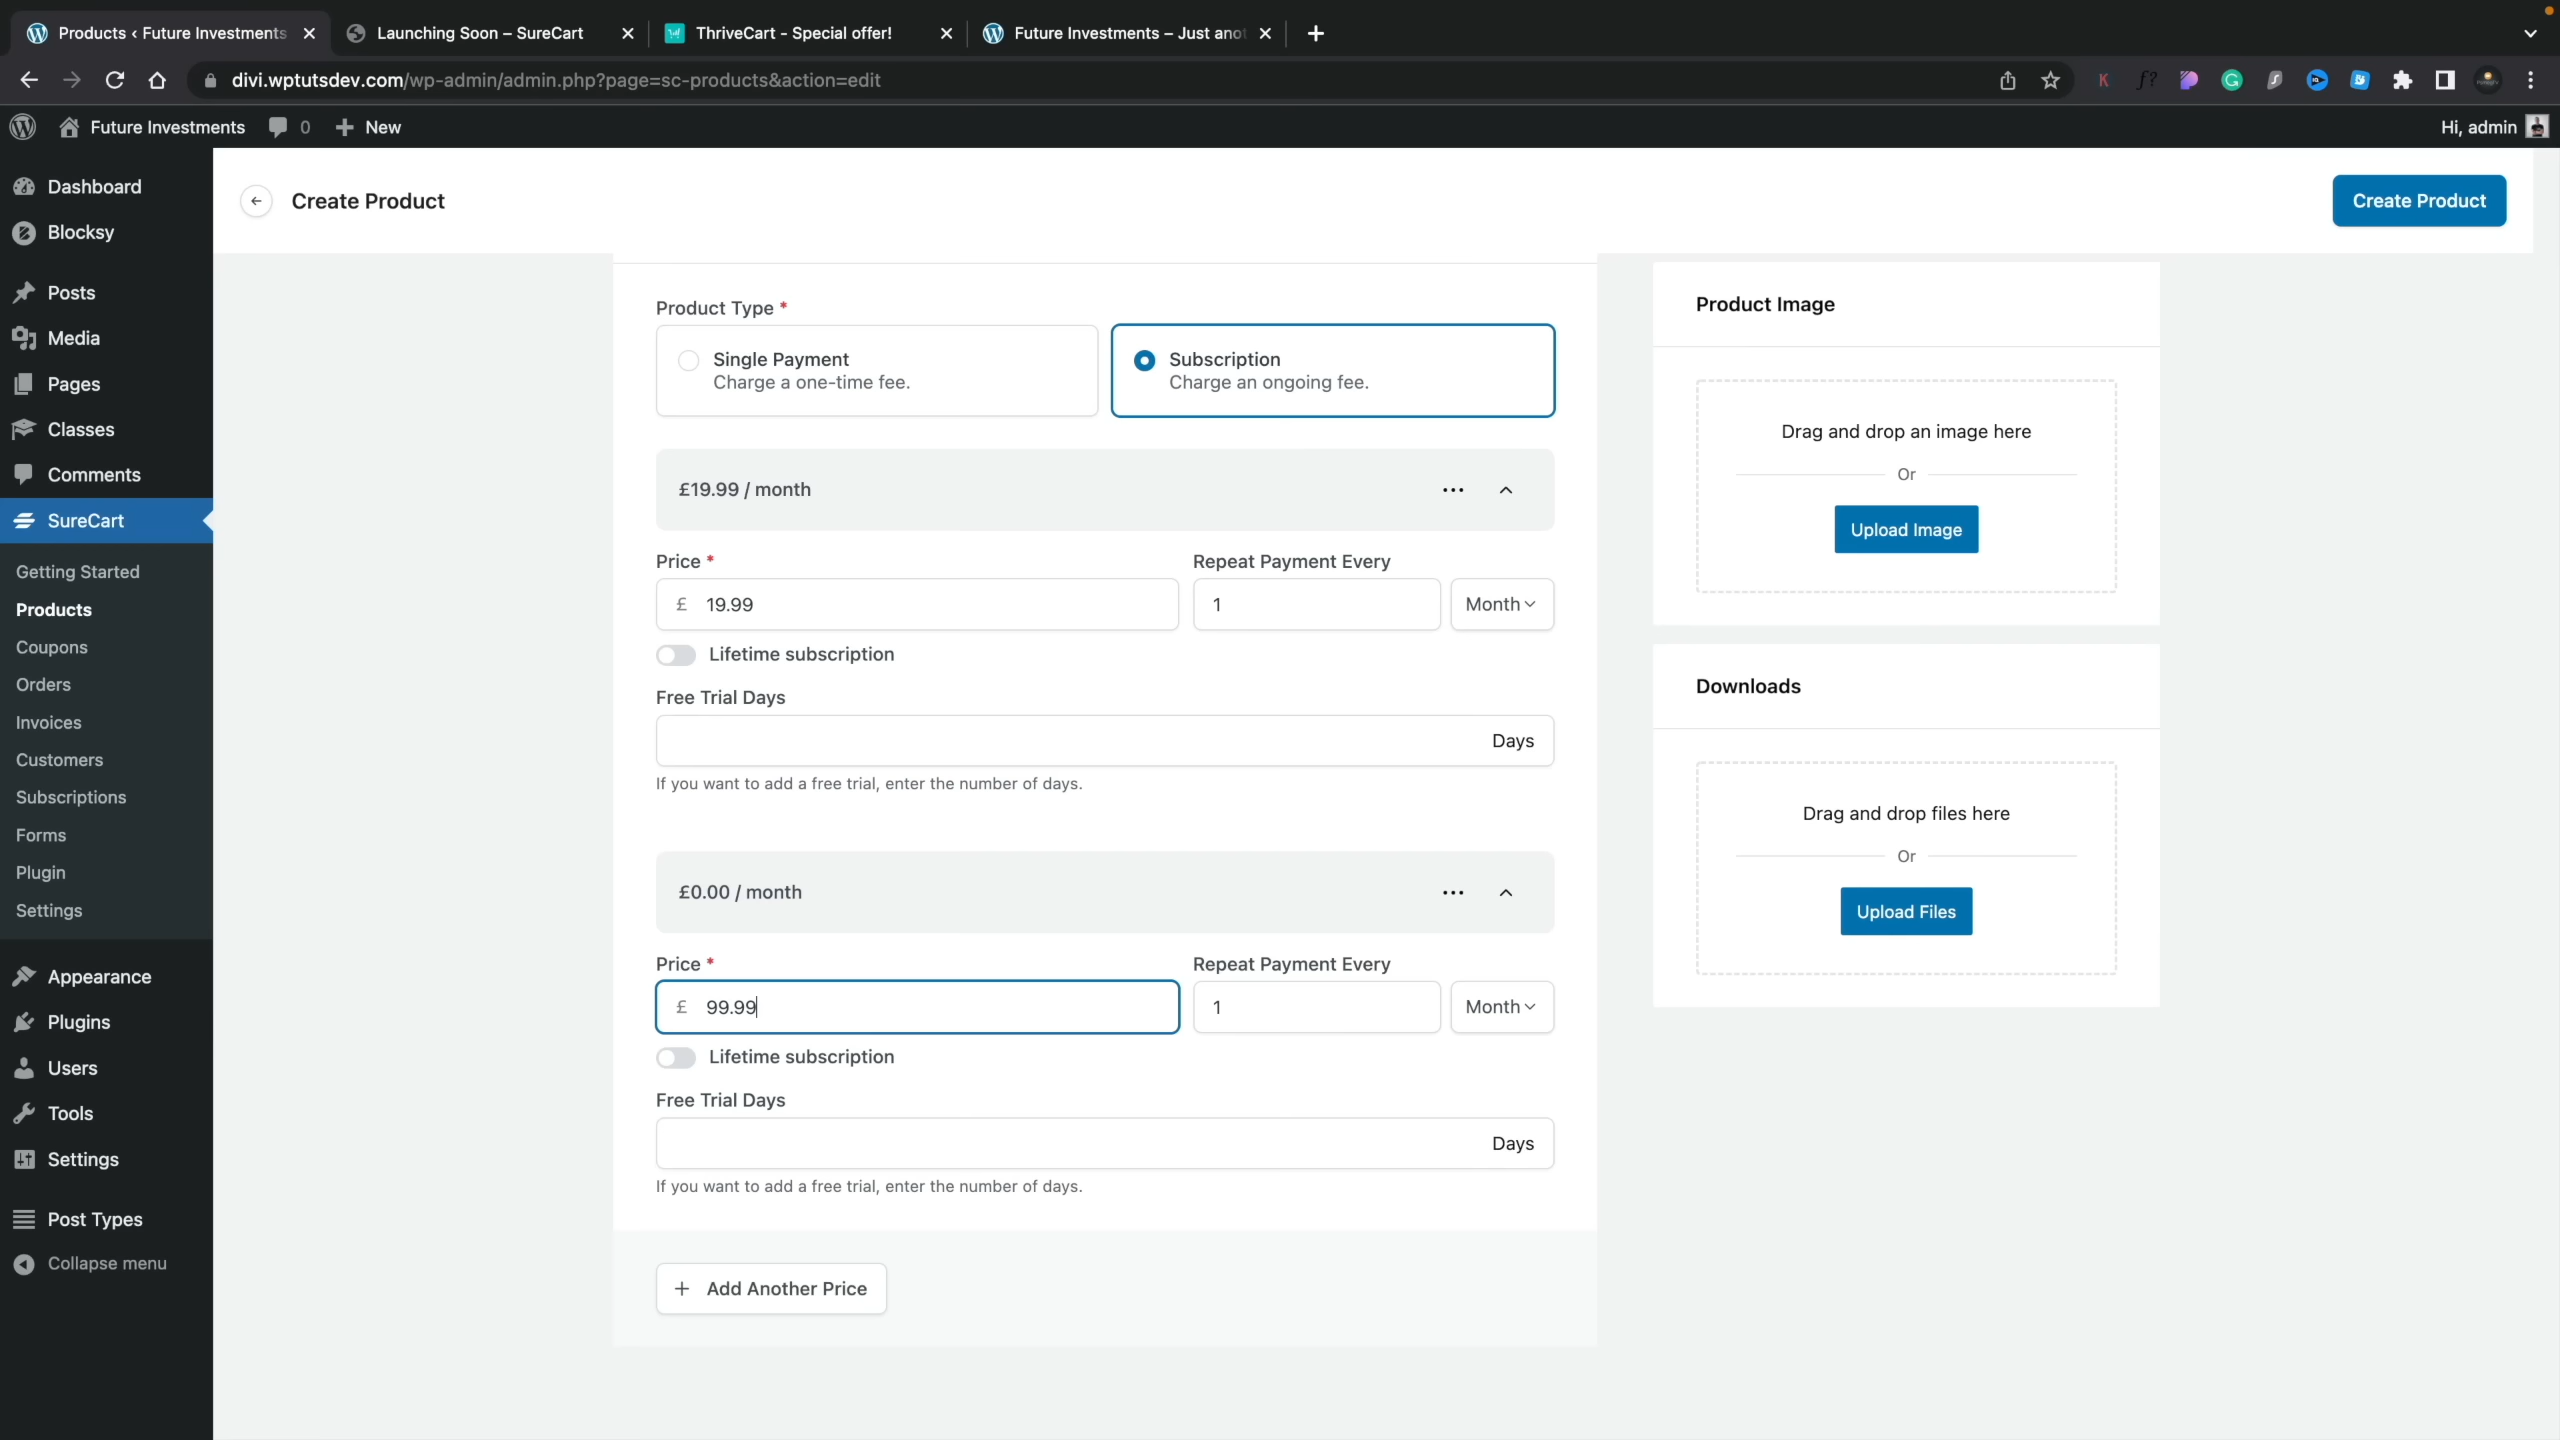 Products ‹ Future Investments
Launching Soon – SureCart
ThriveCart - Special offer!
Future Investments – Just anot
divi.wptutsdev.com/wp-admin/admin.php?page=sc-products&action=edit
Future Investments
0
New
Hi, admin
Dashboard
Blocksy
Posts
Media
Pages
Classes
Comments
SureCart
Getting Started
Products
Coupons
Orders
Invoices
Customers
Subscriptions
Forms
Plugin
Settings
Appearance
Plugins
Users
Tools
Settings
Post Types
Collapse menu
Create Product
Create Product
Product Type *
Single Payment
Charge a one-time fee.
Subscription
Charge an ongoing fee.
£19.99 / month
Price *
Repeat Payment Every
£ 19.99
1
Month
Lifetime subscription
Free Trial Days
Days
If you want to add a free trial, enter the number of days.
£0.00 / month
Price *
Repeat Payment Every
£ 99.99
1
Month
Lifetime subscription
Free Trial Days
Days
If you want to add a free trial, enter the number of days.
+ Add Another Price
Product Image
Drag and drop an image here
Or
Upload Image
Downloads
Drag and drop files here
Or
Upload Files